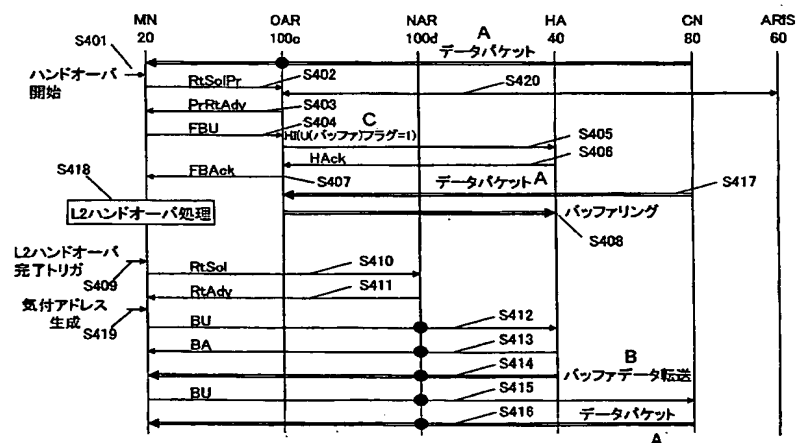 MN OAR NAR HA CN ARIS
20 100c 100d 40 80 60
A
データパケット
S401
ハンドオーバ
開始
RtSolPr S402
S420
PrRtAdv S403
C
FBU S404
HI(U(バッファ)フラグ=1) S405
HAck S406
S418
FBAck S407
データパケットA S417
L2ハンドオーバ処理
バッファリング
S408
L2ハンドオーバ
完了トリガ
S409
RtSol S410
RtAdv S411
気付アドレス
生成
S419
BU S412
BA S413
B
S414
バッファデータ転送
BU S415
S416 データパケット
A